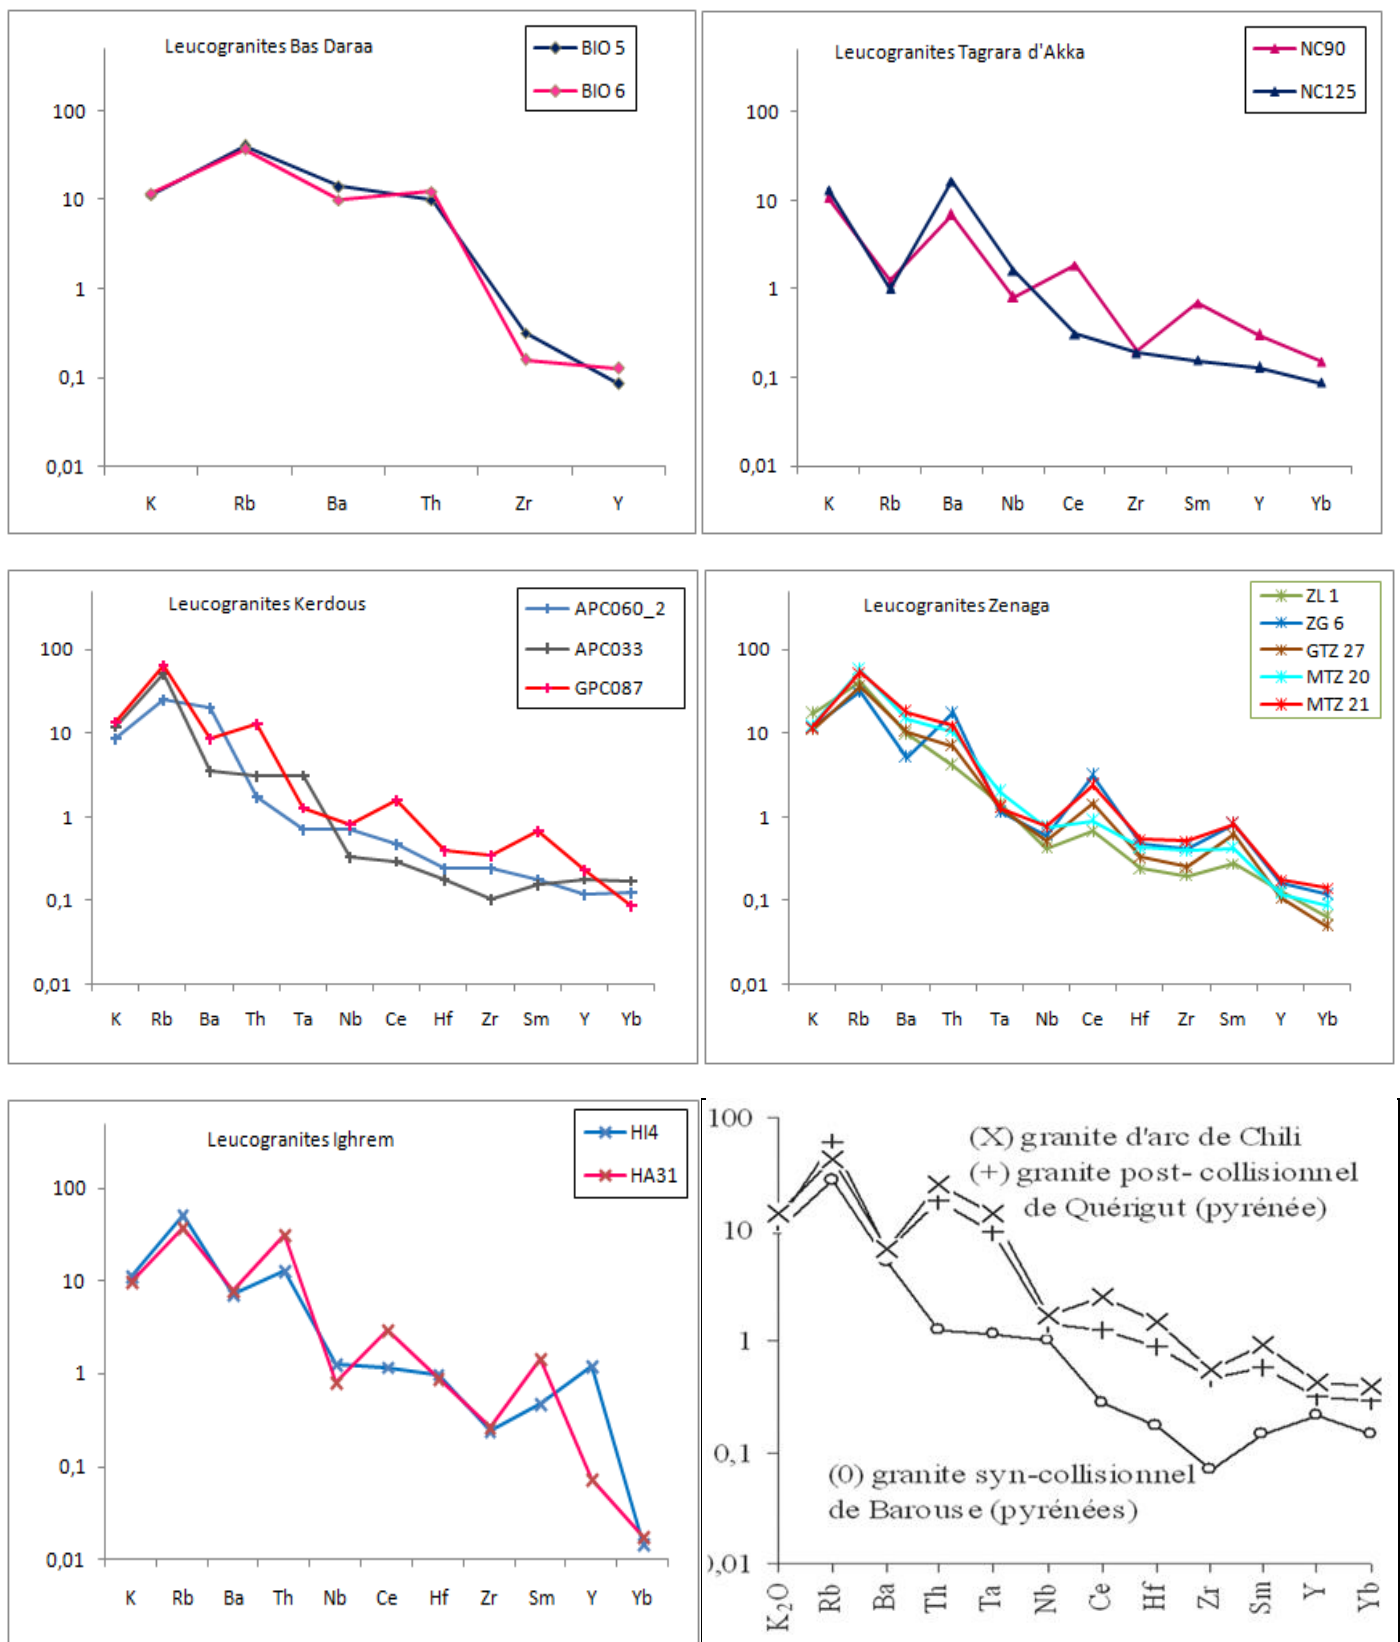 Leucogranites Bas Daraa
BIO 5
BIO 6
100
10
1
0,1
0,01
K Rb Ba Th Zr Y
Leucogranites Tagrara d'Akka
NC90
NC125
100
10
1
0,1
0,01
K Rb Ba Nb Ce Zr Sm Y Yb
Leucogranites Kerdous
APC060_2
APC033
GPC087
100
10
1
0,1
0,01
K Rb Ba Th Ta Nb Ce Hf Zr Sm Y Yb
Leucogranites Zenaga
ZL 1
ZG 6
GTZ 27
MTZ 20
MTZ 21
100
10
1
0,1
0,01
K Rb Ba Th Ta Nb Ce Hf Zr Sm Y Yb
Leucogranites Ighrem
HI4
HA31
100
10
1
0,1
0,01
K Rb Ba Th Nb Ce Hf Zr Sm Y Yb
100
(X) granite d'arc de Chili
(+) granite post-collisionnel
de Quérigut (pyrénée)
10
1
0,1
(0) granite syn-collisionnel
de Barouse (pyrénées)
0,01
K₂O Rb Ba Th Ta Nb Ce Hf Zr Sm Y Yb